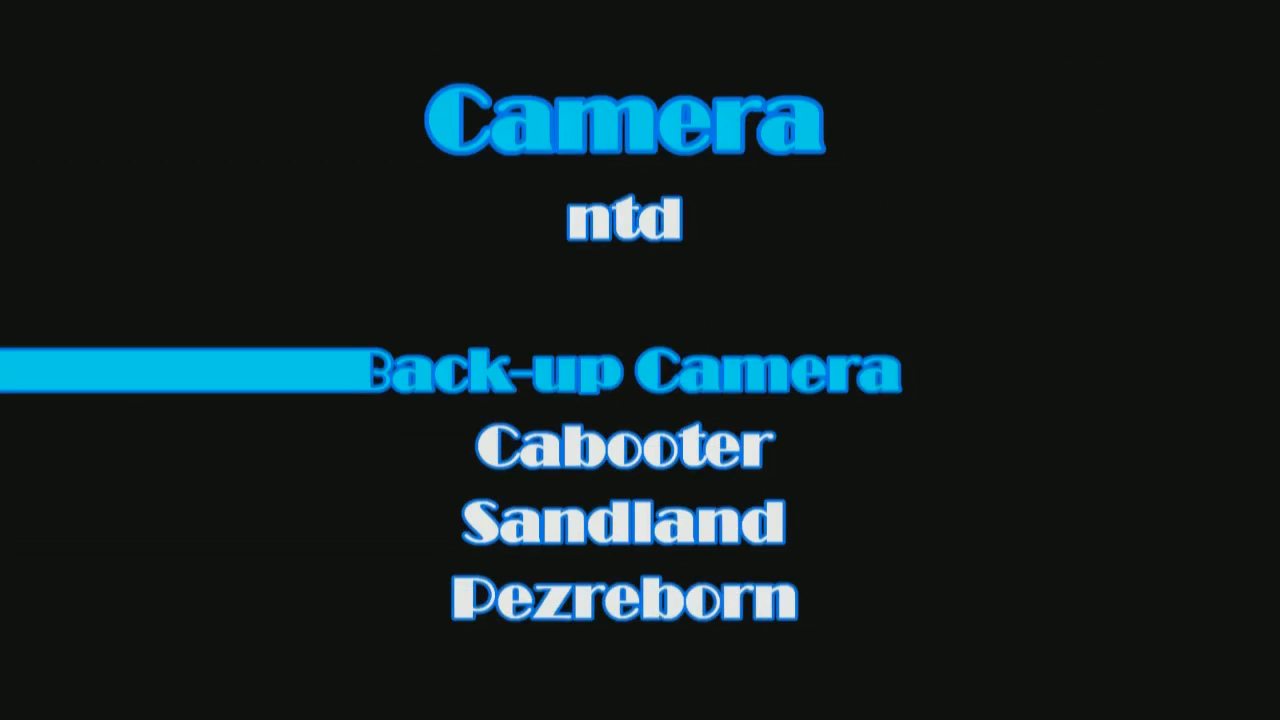 Camera
ntd
Back-up Camera
Cabooter
Sandland
Pezreborn